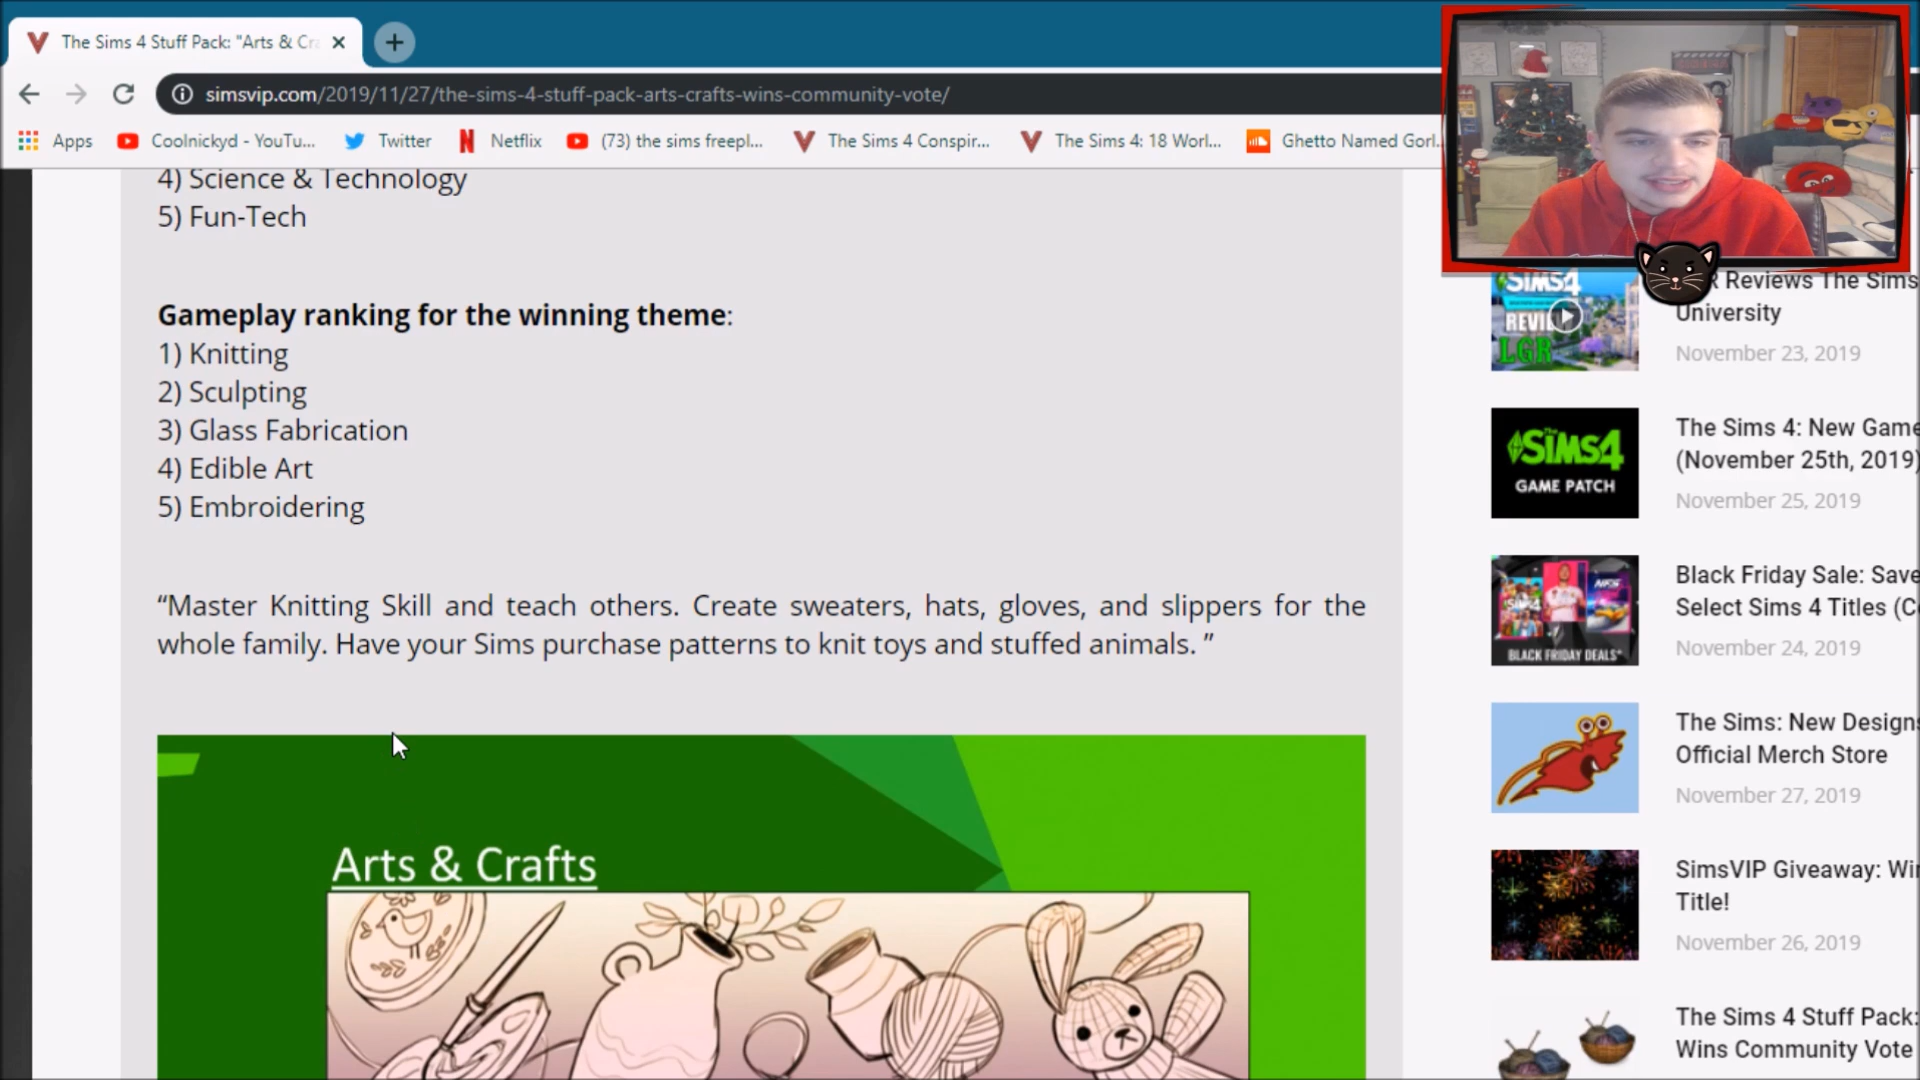 The Sims 4 Stuff Pack: "Arts & Cra
simsvip.com/2019/11/27/the-sims-4-stuff-pack-arts-crafts-wins-community-vote/
Apps
Coolnickyd - YouTu...
Twitter
Netflix
(73) the sims freepl...
The Sims 4 Conspir...
The Sims 4: 18 Worl...
Ghetto Named Gorl...
4) Science & Technology
5) Fun-Tech
Gameplay ranking for the winning theme:
1) Knitting
2) Sculpting
3) Glass Fabrication
4) Edible Art
5) Embroidering
“Master Knitting Skill and teach others. Create sweaters, hats, gloves, and slippers for the
whole family. Have your Sims purchase patterns to knit toys and stuffed animals. ”
Arts & Crafts
SIMS4
REVI
LGR
R Reviews The Sims
University
November 23, 2019
The SiMS4
GAME PATCH
The Sims 4: New Game
(November 25th, 2019)
November 25, 2019
BLACK FRIDAY DEALS*
Black Friday Sale: Save
Select Sims 4 Titles (Co
November 24, 2019
The Sims: New Designs
Official Merch Store
November 27, 2019
SimsVIP Giveaway: Win
Title!
November 26, 2019
The Sims 4 Stuff Pack:
Wins Community Vote